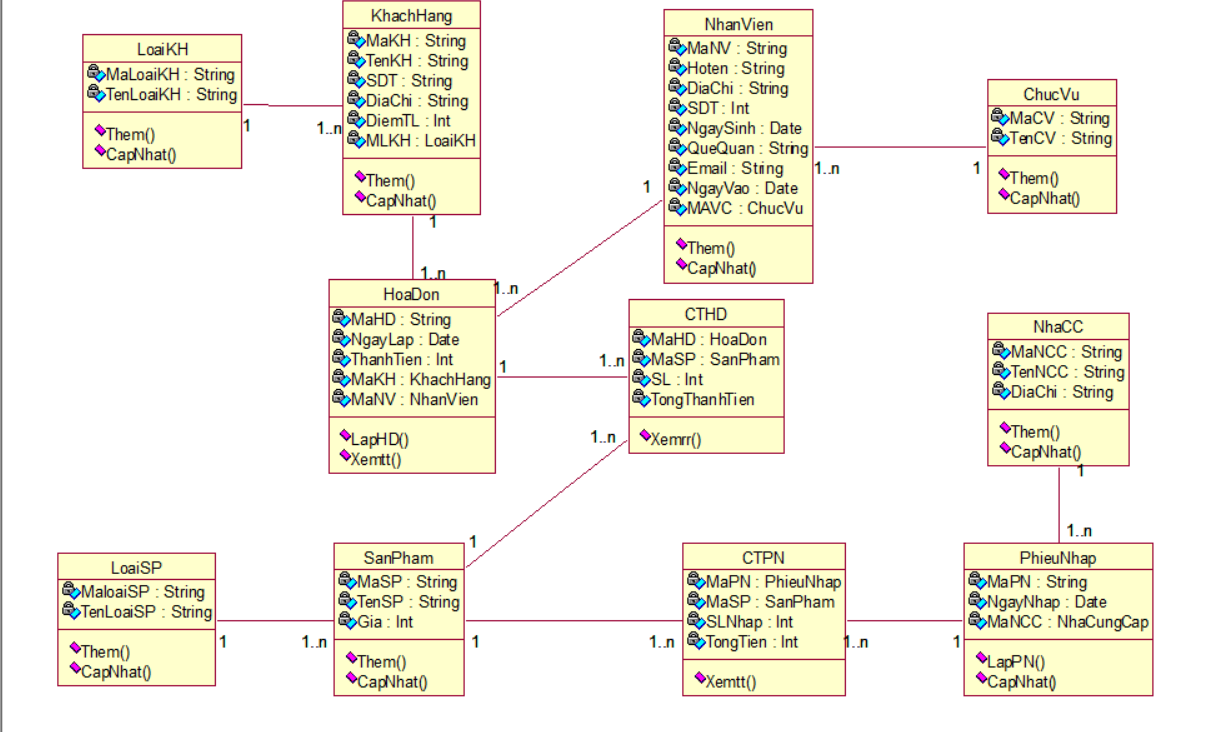 LoaiKH
MaLoaiKH : String
TenLoaiKH : String
Them()
CapNhat()
1
1..n
KhachHang
MaKH : String
TenKH : String
SDT : String
DiaChi : String
DiemTL : Int
MLKH : LoaiKH
Them()
CapNhat()
1
1..n
NhanVien
MaNV : String
Hoten : String
DiaChi : String
SDT : Int
NgaySinh : Date
QueQuan : String
Email : String
NgayVao : Date
MAVC : ChucVu
Them()
CapNhat()
1..n
1
ChucVu
MaCV : String
TenCV : String
Them()
CapNhat()
1
1..n
HoaDon
MaHD : String
NgayLap : Date
ThanhTien : Int
MaKH : KhachHang
MaNV : NhanVien
LapHD()
Xemtt()
1
1..n
CTHD
MaHD : HoaDon
MaSP : SanPham
SL : Int
TongThanhTien
Xemrr()
1..n
1
NhaCC
MaNCC : String
TenNCC : String
DiaChi : String
Them()
CapNhat()
1
1..n
LoaiSP
MaloaiSP : String
TenLoaiSP : String
Them()
CapNhat()
1
1..n
SanPham
MaSP : String
TenSP : String
Gia : Int
Them()
CapNhat()
1
1..n
CTPN
MaPN : PhieuNhap
MaSP : SanPham
SLNhap : Int
TongTien : Int
Xemtt()
1..n
1
PhieuNhap
MaPN : String
NgayNhap : Date
MaNCC : NhaCungCap
LapPN()
CapNhat()